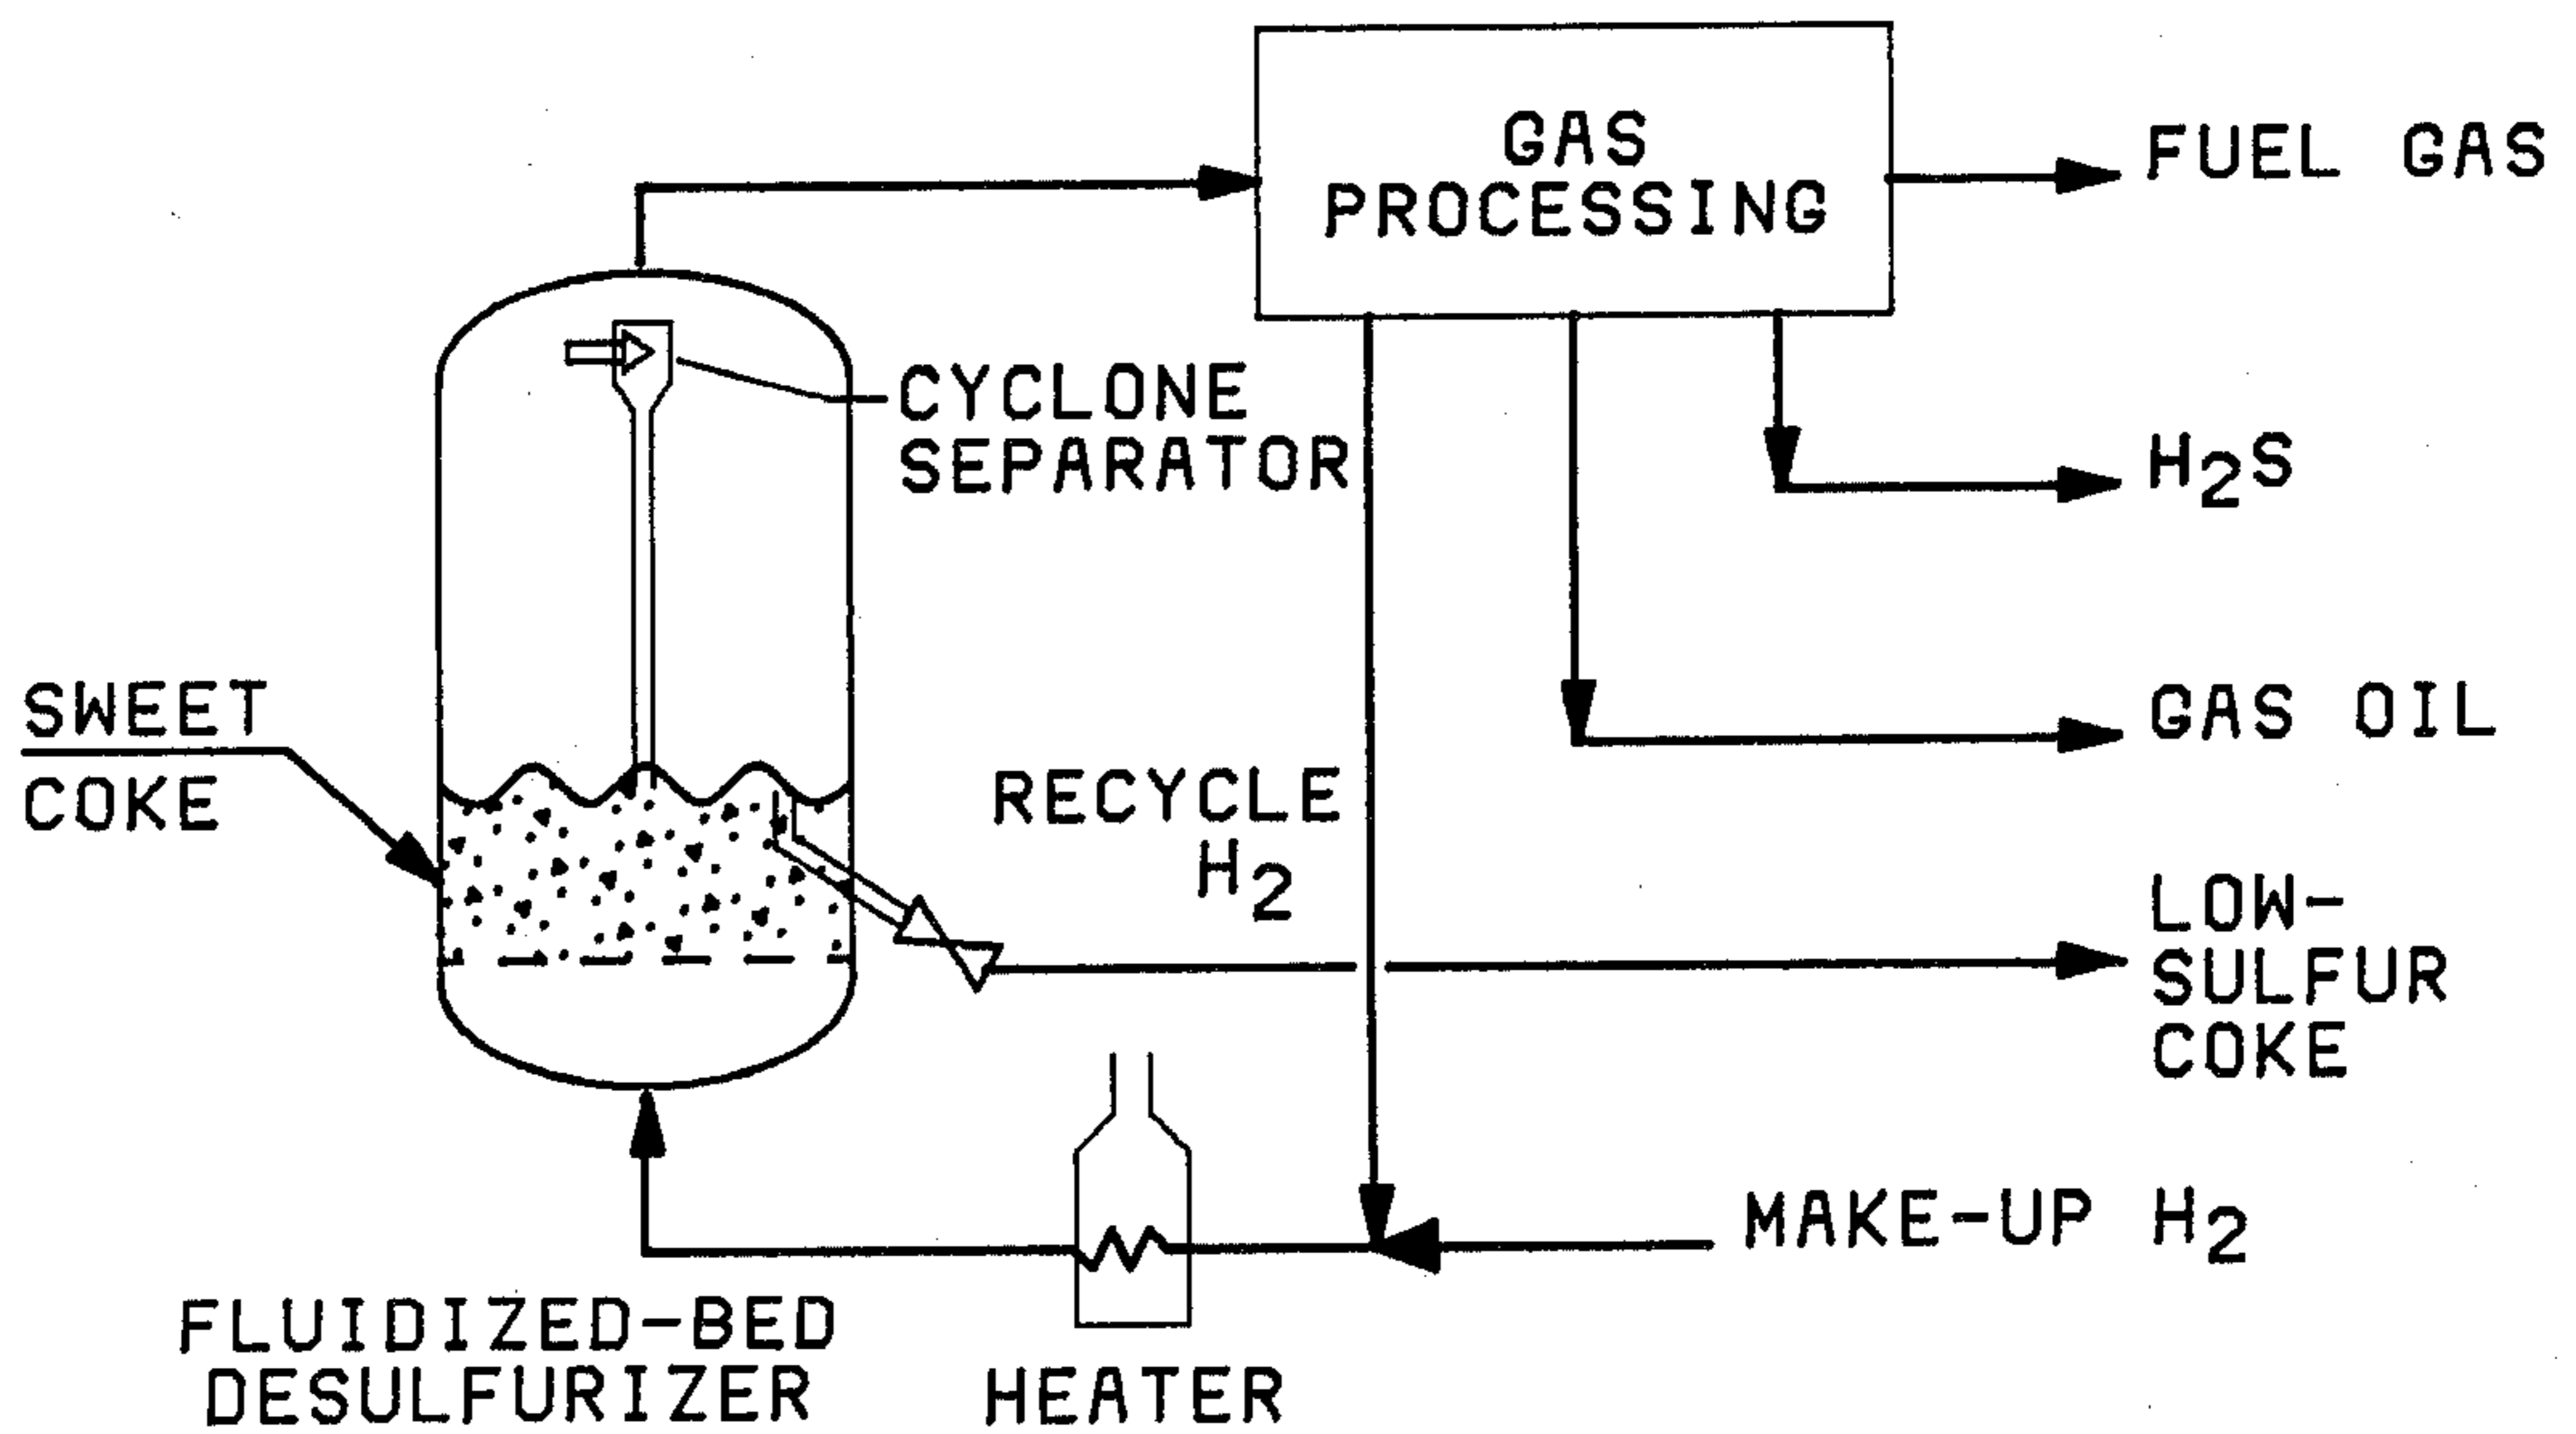 GAS
PROCESSING
FUEL GAS
CYCLONE
SEPARATOR
H2S
SWEET
COKE
GAS OIL
RECYCLE
H2
LOW-
SULFUR
COKE
MAKE-UP H2
FLUIDIZED-BED
DESULFURIZER
HEATER